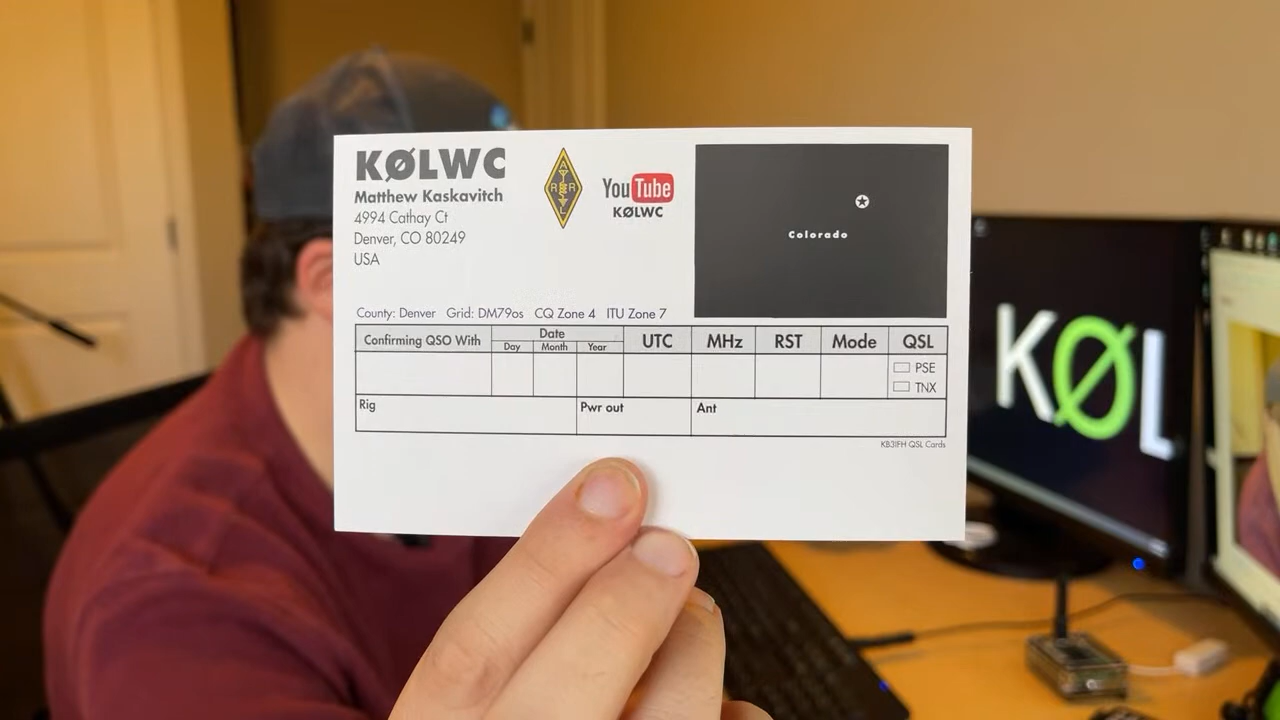 KØLWC
Matthew Kaskavitch
4994 Cathay Ct
Denver, CO 80249
USA
ARRL
YouTube
KØLWC
Colorado
County: Denver Grid: DM79os CQ Zone 4 ITU Zone 7
Confirming QSO With Date UTC MHz RST Mode QSL
Day Month Year
PSE
TNX
Rig Pwr out Ant
KB3IFH QSL Cards
KØL